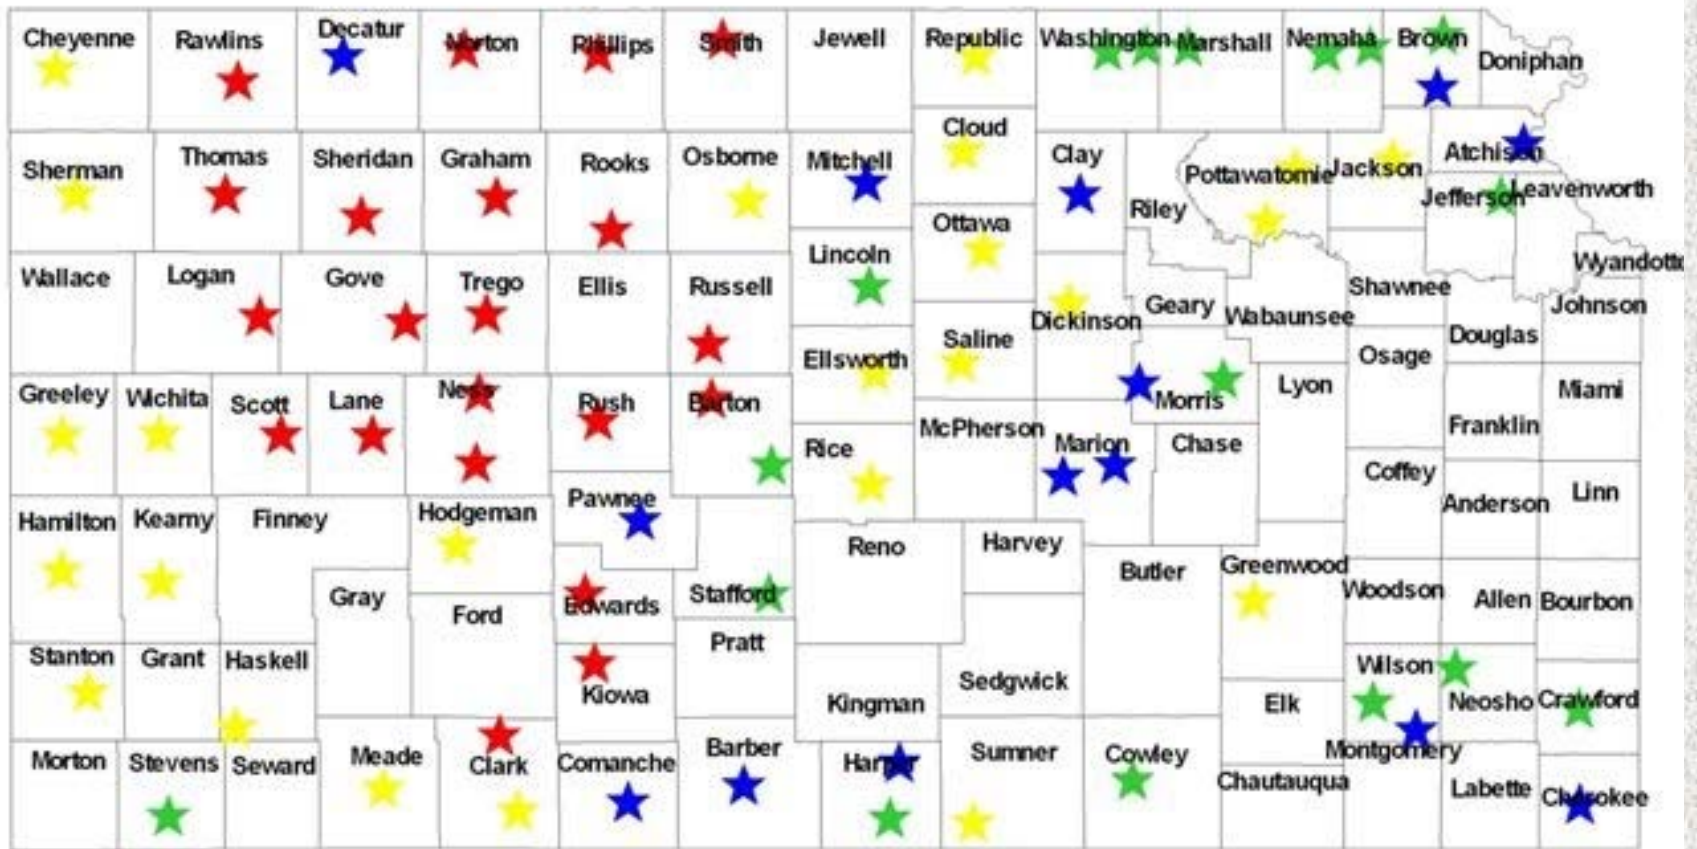 Cheyenne
Rawlins
Decatur
Norton
Phillips
Smith
Jewell
Republic
Washington
Marshall
Nemaha
Brown
Doniphan
Sherman
Thomas
Sheridan
Graham
Rooks
Osborne
Mitchell
Cloud
Clay
Riley
Pottawatomie
Jackson
Atchison
Jefferson
Leavenworth
Wyandotte
Ottawa
Lincoln
Wallace
Logan
Gove
Trego
Ellis
Russell
Ellsworth
Saline
Dickinson
Geary
Wabaunsee
Shawnee
Douglas
Johnson
Greeley
Wichita
Scott
Lane
Ness
Rush
Barton
Rice
McPherson
Marion
Morris
Chase
Lyon
Osage
Franklin
Miami
Hamilton
Kearny
Finney
Hodgeman
Pawnee
Stafford
Edwards
Gray
Ford
Reno
Harvey
Butler
Greenwood
Coffey
Anderson
Linn
Woodson
Allen
Bourbon
Stanton
Grant
Haskell
Kiowa
Pratt
Kingman
Sedgwick
Elk
Wilson
Neosho
Crawford
Morton
Stevens
Seward
Meade
Clark
Comanche
Barber
Harper
Sumner
Cowley
Chautauqua
Montgomery
Labette
Cherokee